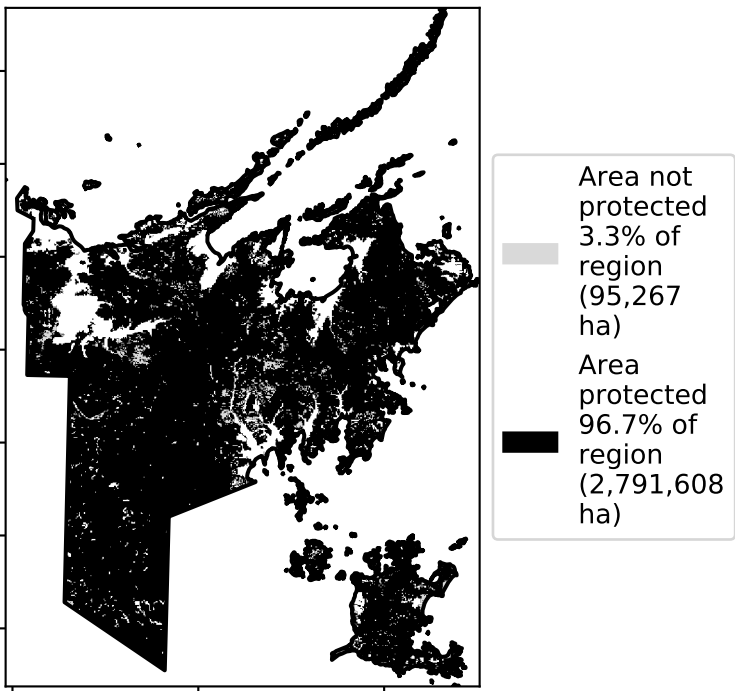 Area not
protected
3.3% of
region
(95,267
ha)
Area
protected
96.7% of
region
(2,791,608
ha)